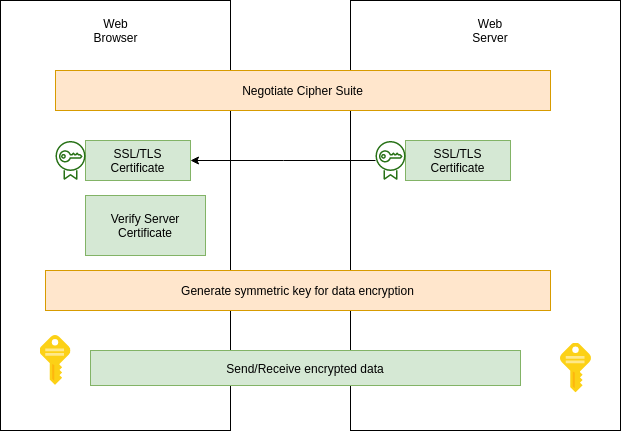 Web
Browser
Web
Server
Negotiate Cipher Suite
SSL/TLS
Certificate
SSL/TLS
Certificate
Verify Server
Certificate
Generate symmetric key for data encryption
Send/Receive encrypted data